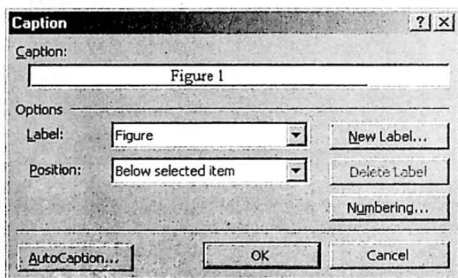 Caption
Caption:
Figure 1
Options
Label: Figure New Label...
Position: Below selected item Delete Label
Numbering...
AutoCaption... OK Cancel